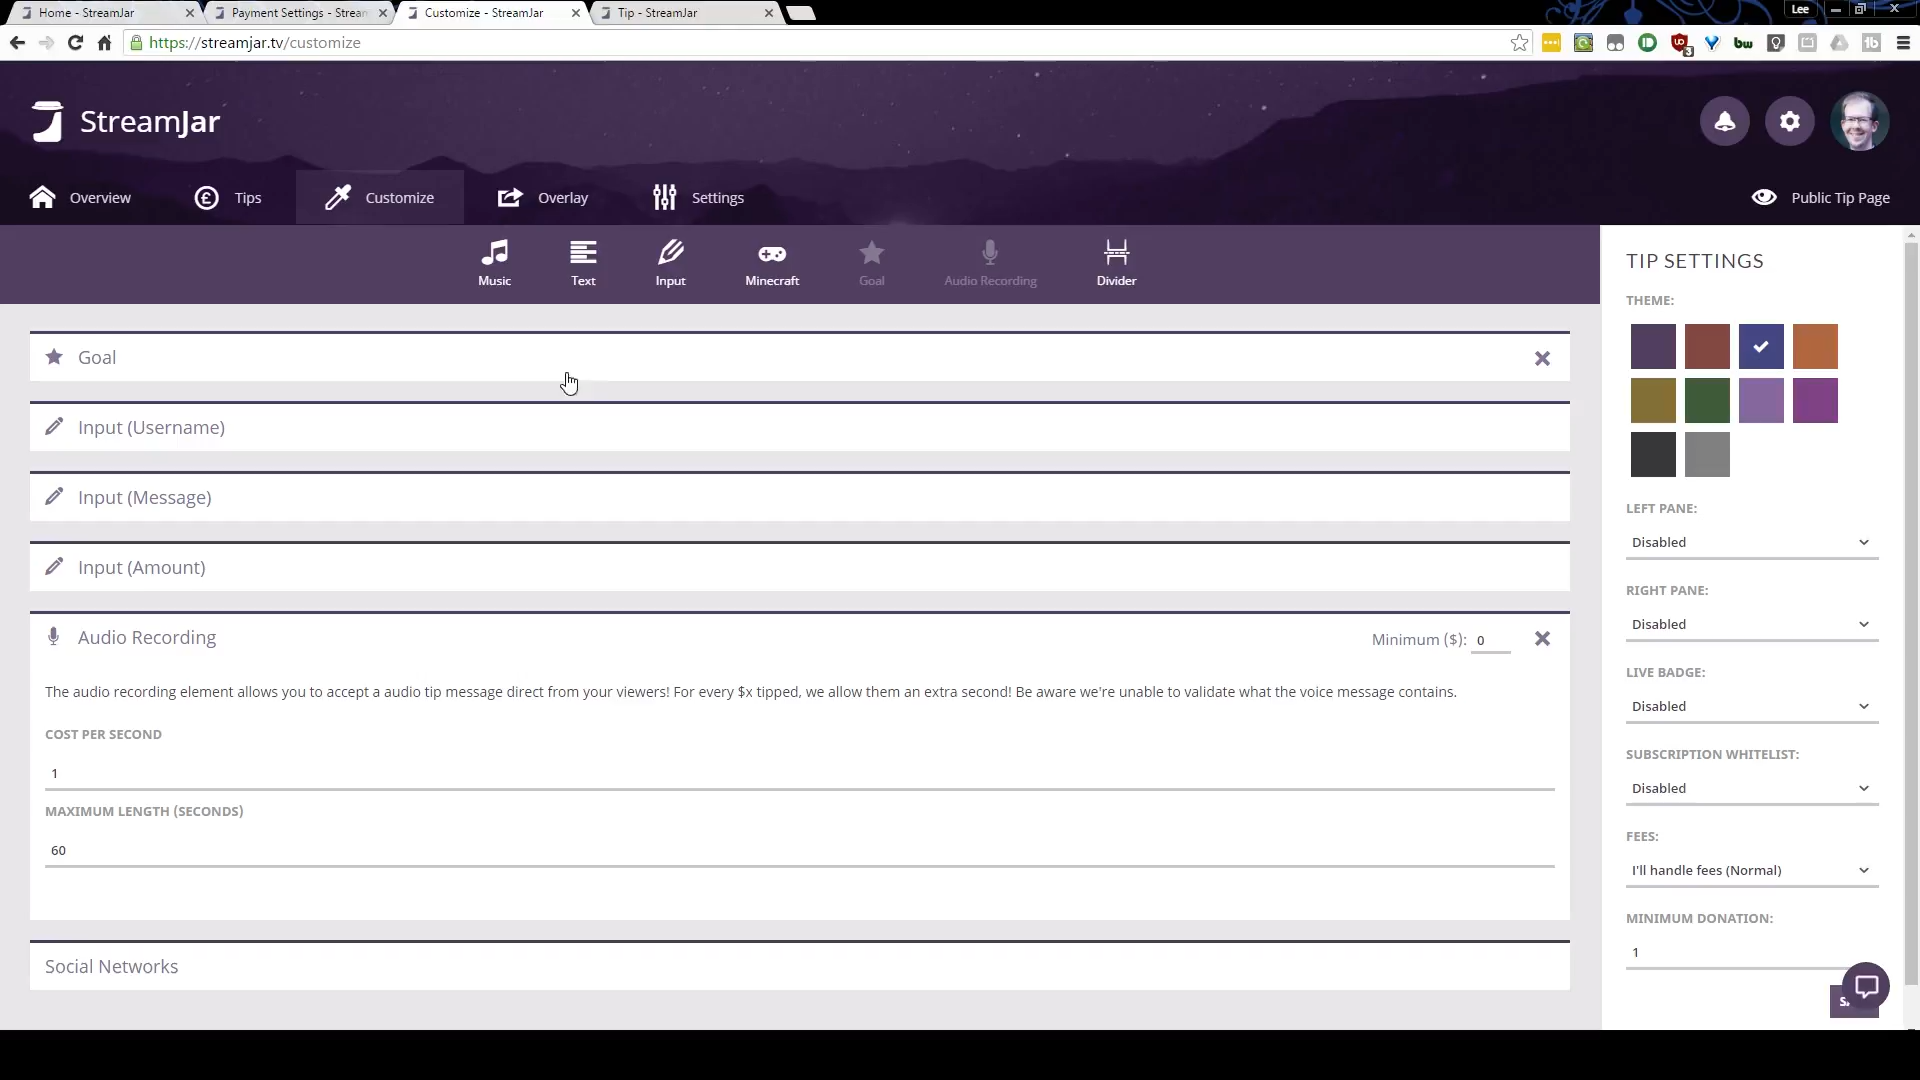 Home - StreamJar
Payment Settings - Stream
Customize - StreamJar
Tip - StreamJar
Lee
https://streamjar.tv/customize
StreamJar
Overview
Tips
Customize
Overlay
Settings
Public Tip Page
Music
Text
Input
Minecraft
Goal
Audio Recording
Divider
Goal
Input (Username)
Input (Message)
Input (Amount)
Audio Recording
Minimum ($): 0
The audio recording element allows you to accept a audio tip message direct from your viewers! For every $x tipped, we allow them an extra second! Be aware we're unable to validate what the voice message contains.
COST PER SECOND
1
MAXIMUM LENGTH (SECONDS)
60
Social Networks
TIP SETTINGS
THEME:
LEFT PANE:
Disabled
RIGHT PANE:
Disabled
LIVE BADGE:
Disabled
SUBSCRIPTION WHITELIST:
Disabled
FEES:
I'll handle fees (Normal)
MINIMUM DONATION:
1